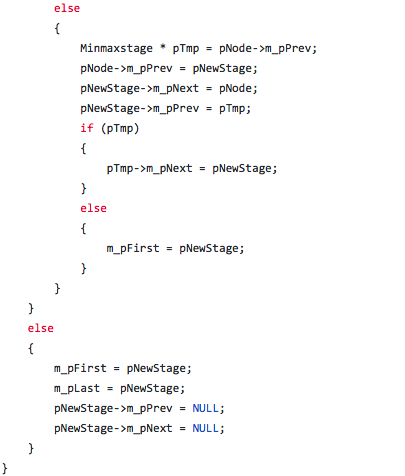 else
{
Minmaxstage * pTmp = pNode->m_pPrev;
pNode->m_pPrev = pNewStage;
pNewStage->m_pNext = pNode;
pNewStage->m_pPrev = pTmp;
if (pTmp)
{
pTmp->m_pNext = pNewStage;
}
else
{
m_pFirst = pNewStage;
}
}
}
else
{
m_pFirst = pNewStage;
m_pLast = pNewStage;
pNewStage->m_pPrev = NULL;
pNewStage->m_pNext = NULL;
}
}